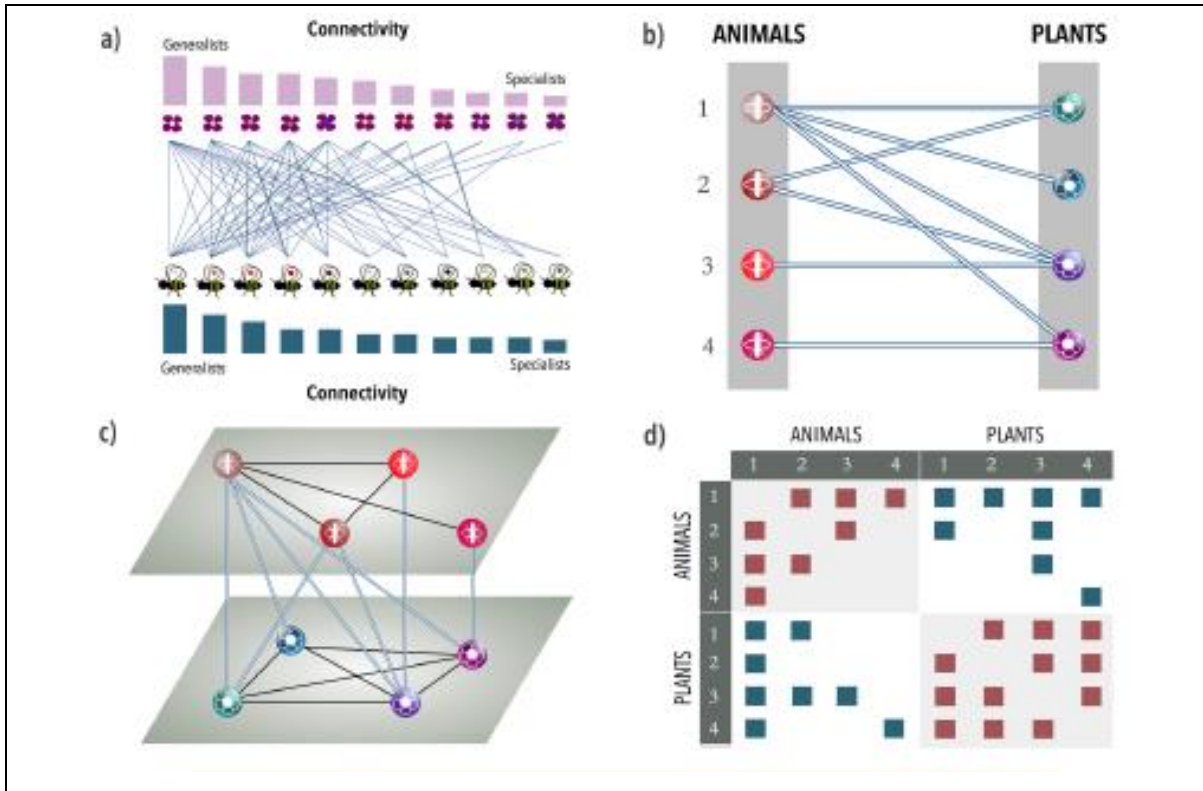 a)
Connectivity
Generalists
Specialists
Generalists
Specialists
Connectivity
b)
ANIMALS PLANTS
1
2
3
4
c)
d)
ANIMALS PLANTS
1 2 3 4 1 2 3 4
ANIMALS
1
2
3
4
PLANTS
1
2
3
4